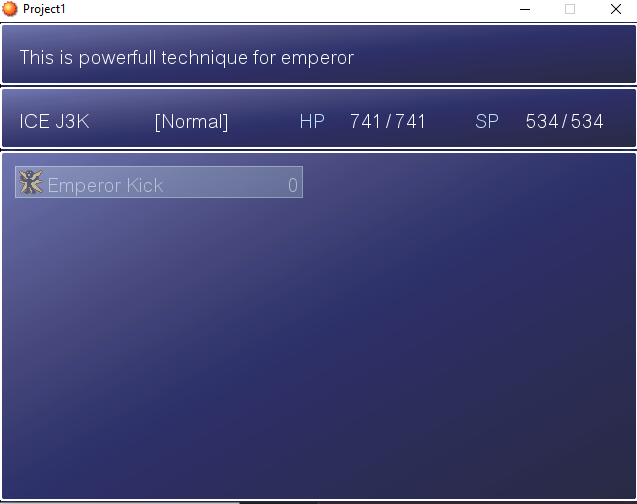 Project1
This is powerfull technique for emperor
ICE J3K [Normal] HP 741/741 SP 534/534
Emperor Kick 0